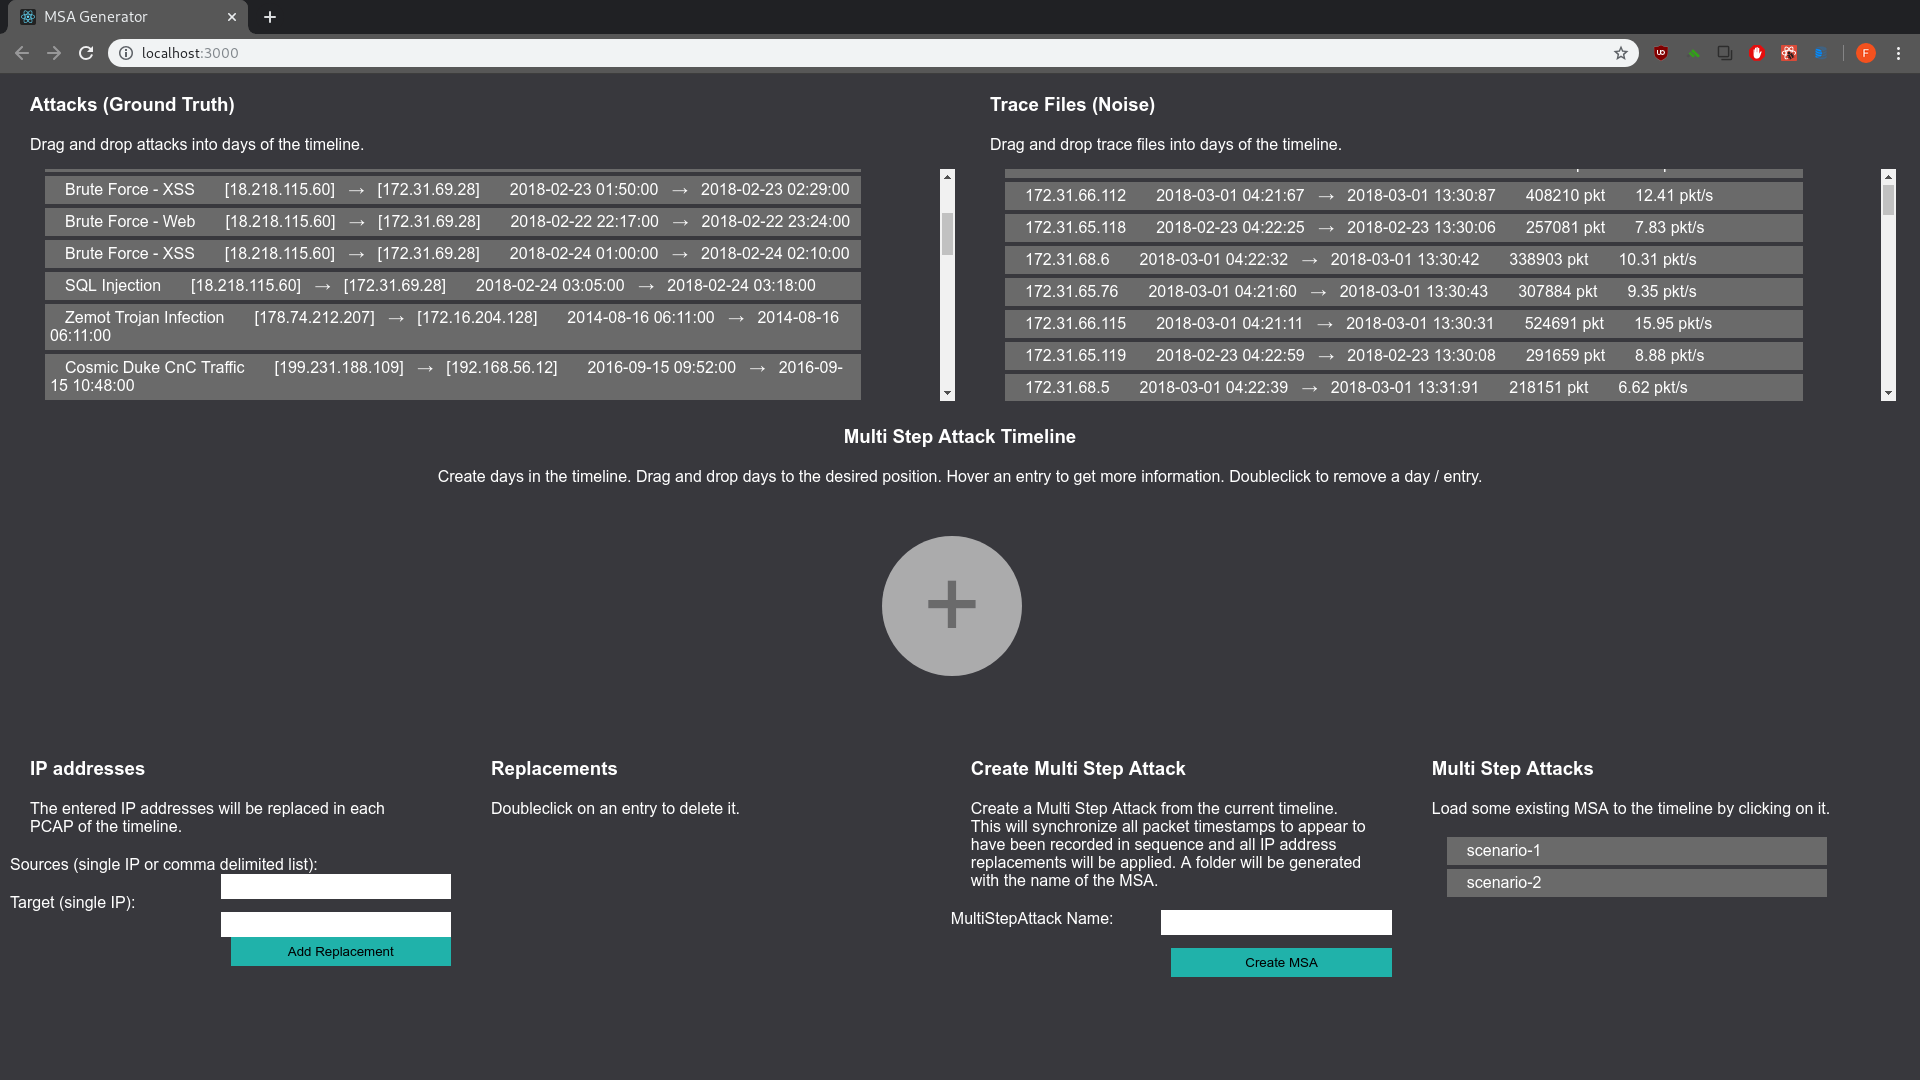 MSA Generator
localhost:3000
Attacks (Ground Truth)
Drag and drop attacks into days of the timeline.
Brute Force - XSS [18.218.115.60] → [172.31.69.28] 2018-02-23 01:50:00 → 2018-02-23 02:29:00
Brute Force - Web [18.218.115.60] → [172.31.69.28] 2018-02-22 22:17:00 → 2018-02-22 23:24:00
Brute Force - XSS [18.218.115.60] → [172.31.69.28] 2018-02-24 01:00:00 → 2018-02-24 02:10:00
SQL Injection [18.218.115.60] → [172.31.69.28] 2018-02-24 03:05:00 → 2018-02-24 03:18:00
Zemot Trojan Infection [178.74.212.207] → [172.16.204.128] 2014-08-16 06:11:00 → 2014-08-16
06:11:00
Cosmic Duke CnC Traffic [199.231.188.109] → [192.168.56.12] 2016-09-15 09:52:00 → 2016-09-
15 10:48:00
Trace Files (Noise)
Drag and drop trace files into days of the timeline.
172.31.66.112 2018-03-01 04:21:67 → 2018-03-01 13:30:87 408210 pkt 12.41 pkt/s
172.31.65.118 2018-02-23 04:22:25 → 2018-02-23 13:30:06 257081 pkt 7.83 pkt/s
172.31.68.6 2018-03-01 04:22:32 → 2018-03-01 13:30:42 338903 pkt 10.31 pkt/s
172.31.65.76 2018-03-01 04:21:60 → 2018-03-01 13:30:43 307884 pkt 9.35 pkt/s
172.31.66.115 2018-03-01 04:21:11 → 2018-03-01 13:30:31 524691 pkt 15.95 pkt/s
172.31.65.119 2018-02-23 04:22:59 → 2018-02-23 13:30:08 291659 pkt 8.88 pkt/s
172.31.68.5 2018-03-01 04:22:39 → 2018-03-01 13:31:91 218151 pkt 6.62 pkt/s
Multi Step Attack Timeline
Create days in the timeline. Drag and drop days to the desired position. Hover an entry to get more information. Doubleclick to remove a day / entry.
IP addresses
The entered IP addresses will be replaced in each
PCAP of the timeline.
Sources (single IP or comma delimited list):
Target (single IP):
Add Replacement
Replacements
Doubleclick on an entry to delete it.
Create Multi Step Attack
Create a Multi Step Attack from the current timeline.
This will synchronize all packet timestamps to appear to
have been recorded in sequence and all IP address
replacements will be applied. A folder will be generated
with the name of the MSA.
MultiStepAttack Name:
Create MSA
Multi Step Attacks
Load some existing MSA to the timeline by clicking on it.
scenario-1
scenario-2
F